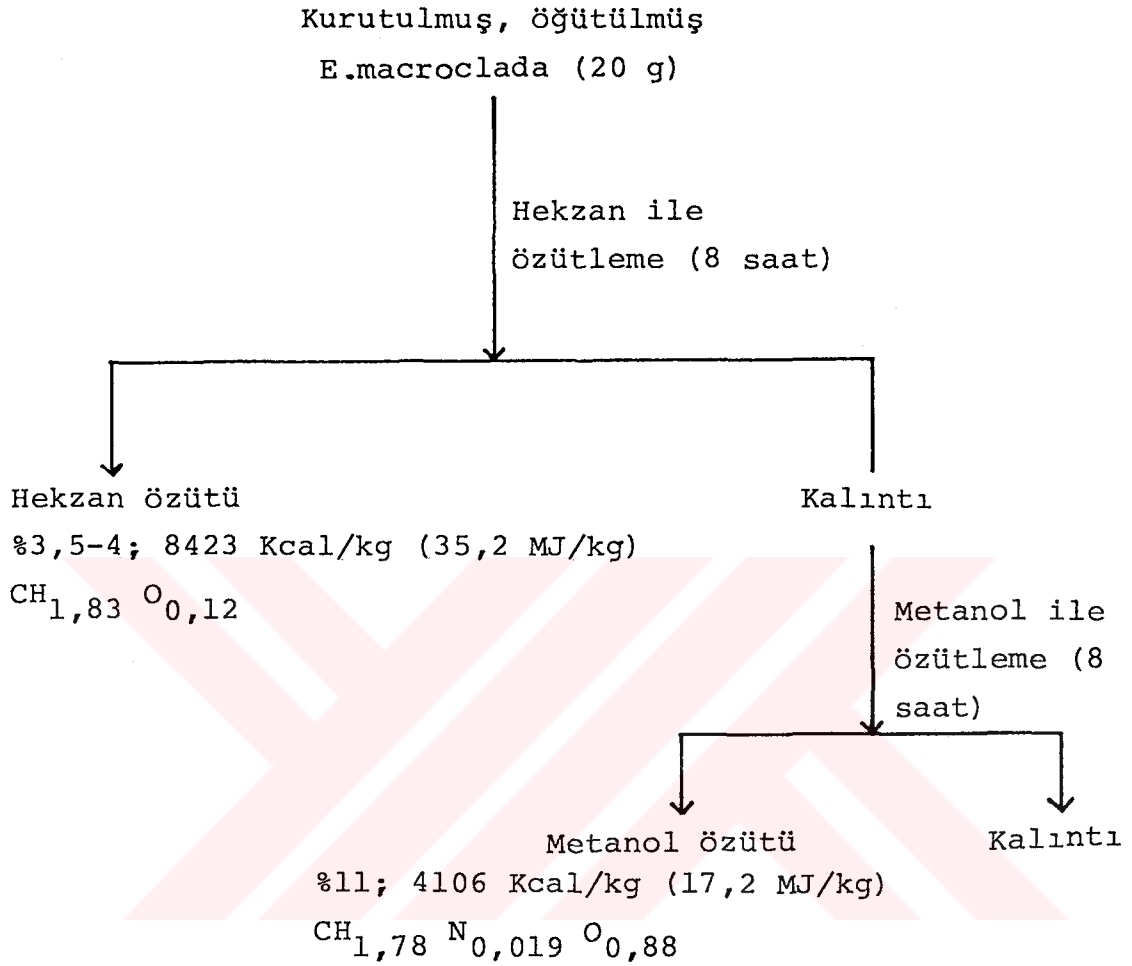 Kurutulmuş, öğütülmüş
E.macroclada (20 g)
Hekzan ile
özütleme (8 saat)
Hekzan özütü
%3,5-4; 8423 Kcal/kg (35,2 MJ/kg)
CH1,83 O0,12
Kalıntı
Metanol ile
özütleme (8
saat)
Metanol özütü
%11; 4106 Kcal/kg (17,2 MJ/kg)
CH1,78 N0,019 O0,88
Kalıntı